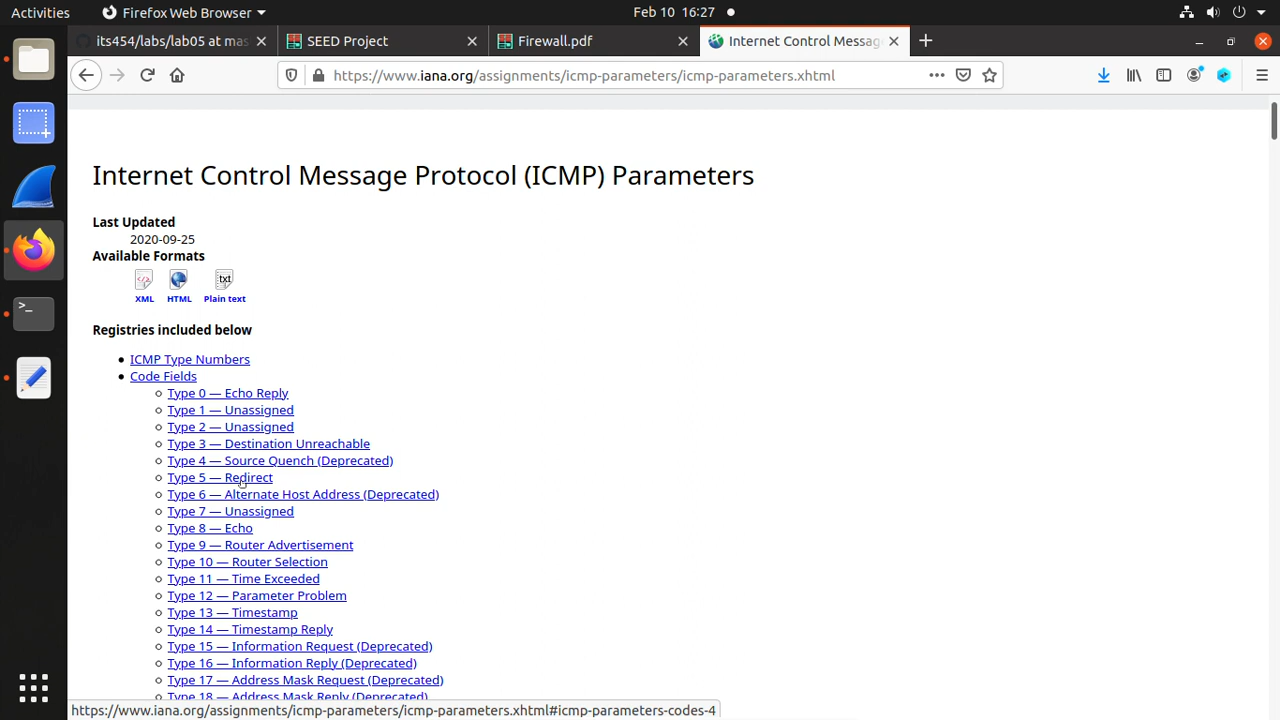 Activities
Firefox Web Browser
Feb 10 16:27
its454/labs/lab05 at mas
SEED Project
Firewall.pdf
Internet Control Messag
https://www.iana.org/assignments/icmp-parameters/icmp-parameters.xhtml
Internet Control Message Protocol (ICMP) Parameters
Last Updated
2020-09-25
Available Formats
XML
HTML
txt
Plain text
Registries included below
ICMP Type Numbers
Code Fields
Type 0 — Echo Reply
Type 1 — Unassigned
Type 2 — Unassigned
Type 3 — Destination Unreachable
Type 4 — Source Quench (Deprecated)
Type 5 — Redirect
Type 6 — Alternate Host Address (Deprecated)
Type 7 — Unassigned
Type 8 — Echo
Type 9 — Router Advertisement
Type 10 — Router Selection
Type 11 — Time Exceeded
Type 12 — Parameter Problem
Type 13 — Timestamp
Type 14 — Timestamp Reply
Type 15 — Information Request (Deprecated)
Type 16 — Information Reply (Deprecated)
Type 17 — Address Mask Request (Deprecated)
Type 18 — Address Mask Reply (Deprecated)
https://www.iana.org/assignments/icmp-parameters/icmp-parameters.xhtml#icmp-parameters-codes-4